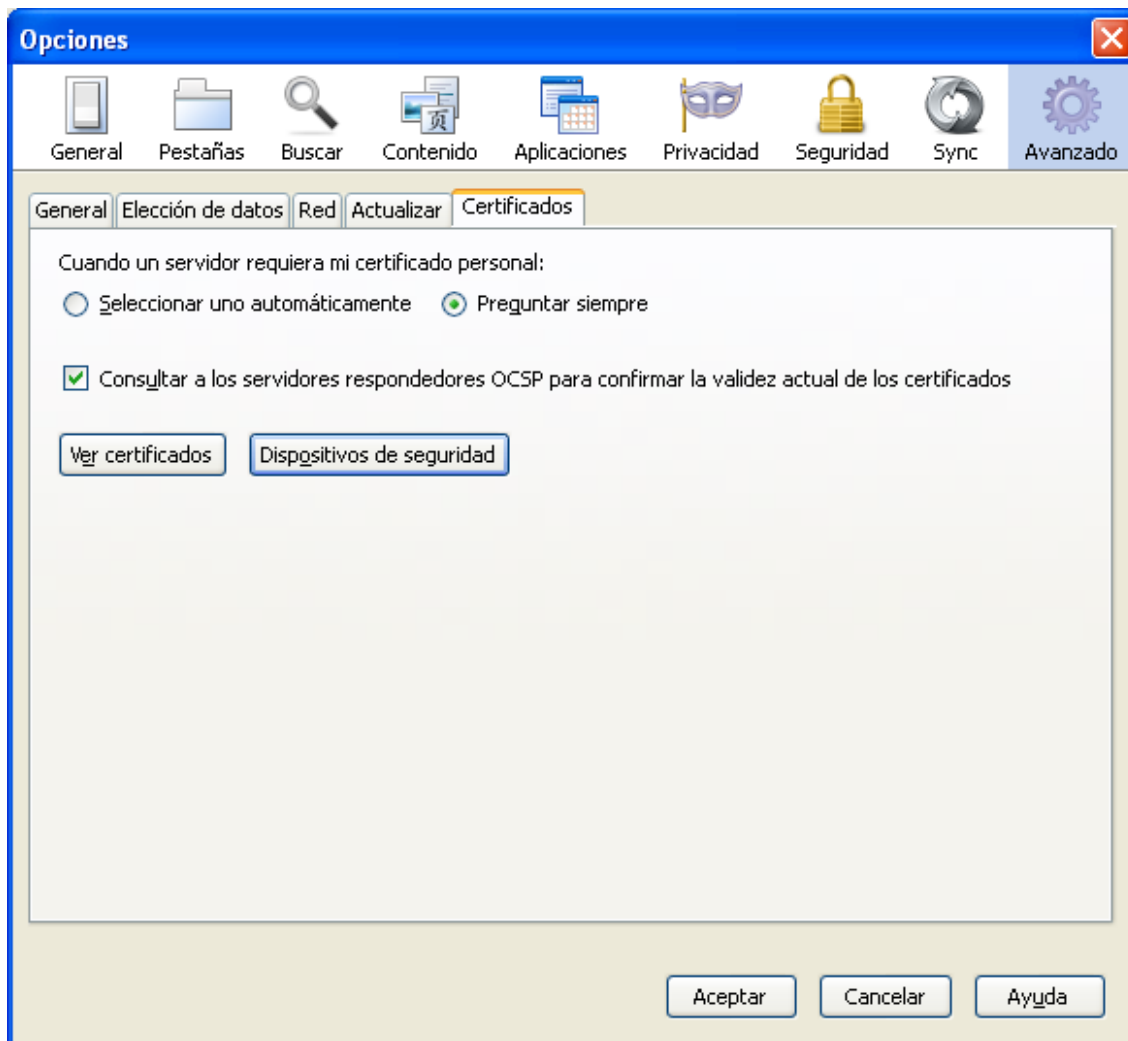 Opciones
General Pestañas Buscar Contenido Aplicaciones Privacidad Seguridad Sync Avanzado
General Elección de datos Red Actualizar Certificados
Cuando un servidor requiera mi certificado personal:
Seleccionar uno automáticamente Preguntar siempre
Consultar a los servidores respondedores OCSP para confirmar la validez actual de los certificados
Ver certificados Dispositivos de seguridad
Aceptar Cancelar Ayuda